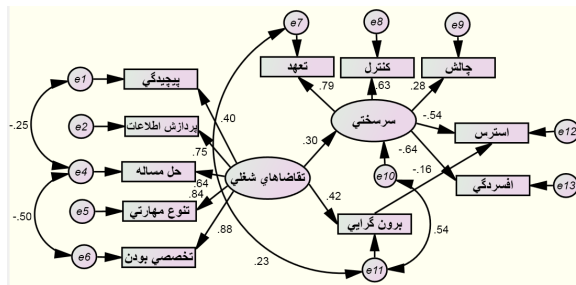 e7
e8
e9
e1
پيچيدگي
تعهد
کنترل
چالش
-.25
.40
.79
.63
.28
e2
پردازش اطلاعات
سرسختي
-.54
استرس
e12
.75
.30
-.64
-.16
e4
حل مساله
.64
تقاضاهاي شغلي
e10
افسردگي
e13
.84
.42
-.50
e5
تنوع مهارتي
برون گرايي
.54
.88
e6
تخصصي بودن
.23
e11